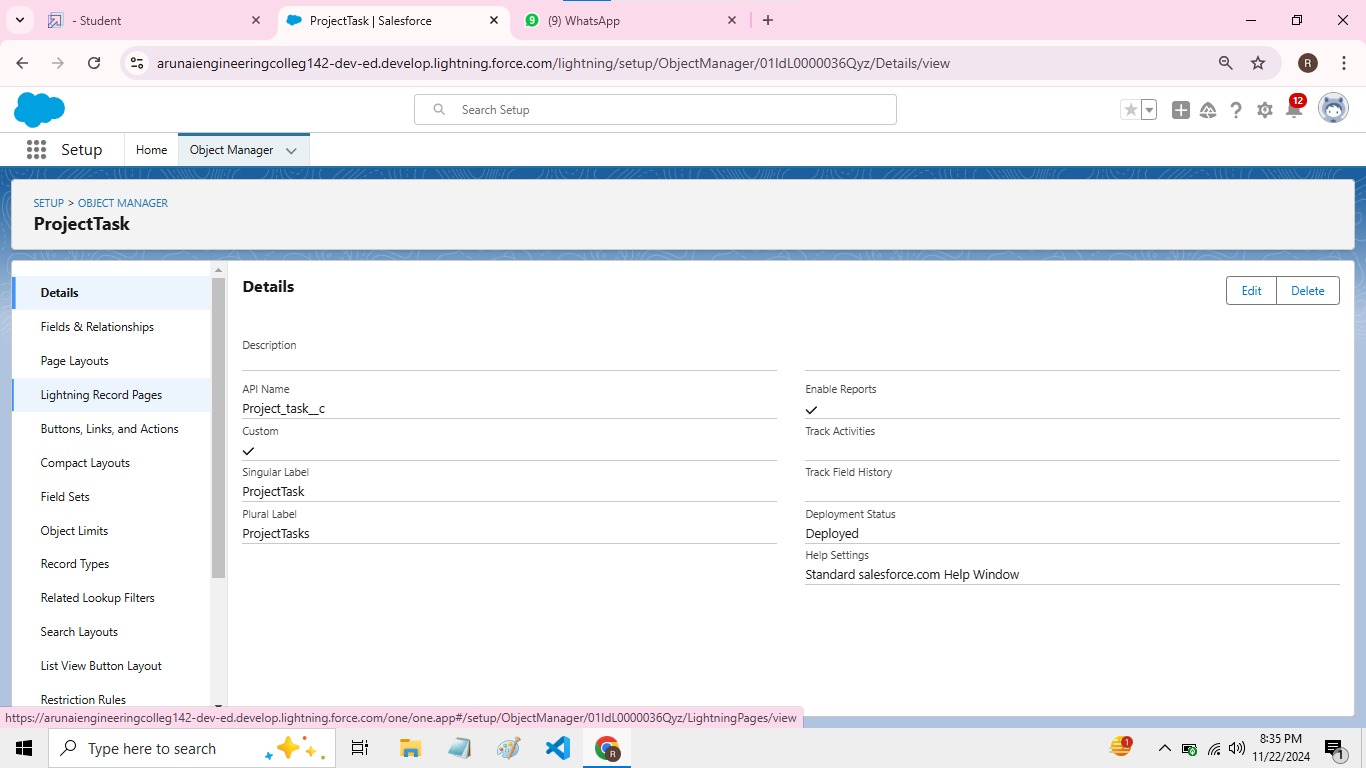 - Student
ProjectTask | Salesforce
(9) WhatsApp
arunaiengineeringcolleg142-dev-ed.develop.lightning.force.com/lightning/setup/ObjectManager/01IdL0000036Qyz/Details/view
R
Search Setup
12
Setup
Home
Object Manager
SETUP > OBJECT MANAGER
ProjectTask
Details
Fields & Relationships
Page Layouts
Lightning Record Pages
Buttons, Links, and Actions
Compact Layouts
Field Sets
Object Limits
Record Types
Related Lookup Filters
Search Layouts
List View Button Layout
Restriction Rules
Details
Edit
Delete
Description
API Name
Project_task__c
Custom
Singular Label
ProjectTask
Plural Label
ProjectTasks
Enable Reports
Track Activities
Track Field History
Deployment Status
Deployed
Help Settings
Standard salesforce.com Help Window
https://arunaiengineeringcolleg142-dev-ed.develop.lightning.force.com/one/one.app#/setup/ObjectManager/01IdL0000036Qyz/LightningPages/view
Type here to search
R
1
8:35 PM
11/22/2024
1